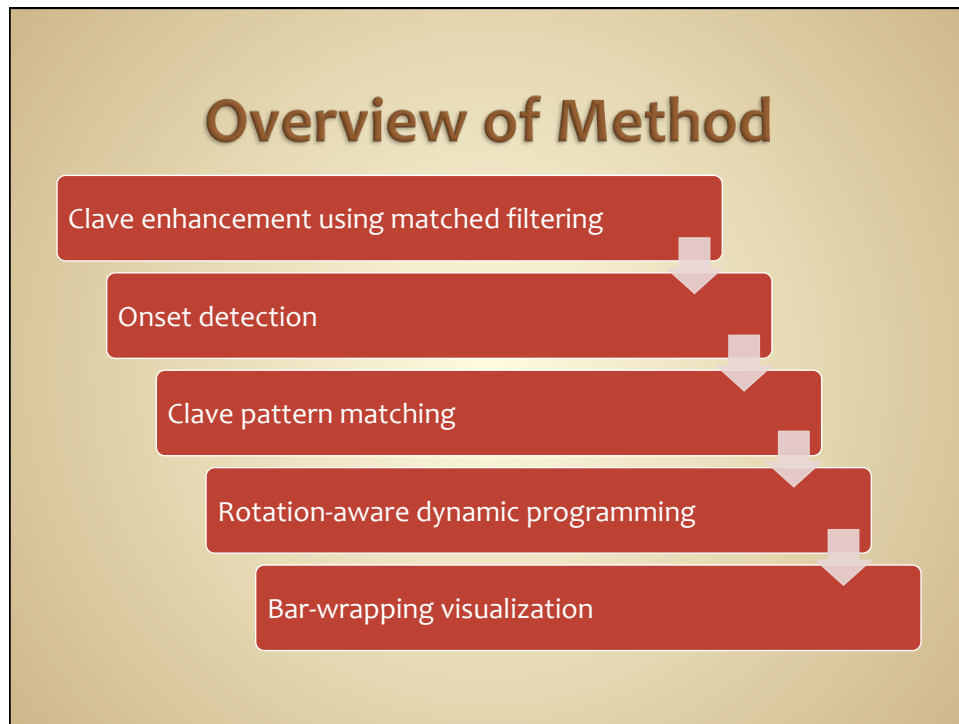 Overview of Method
Clave enhancement using matched filtering
Onset detection
Clave pattern matching
Rotation-aware dynamic programming
Bar-wrapping visualization